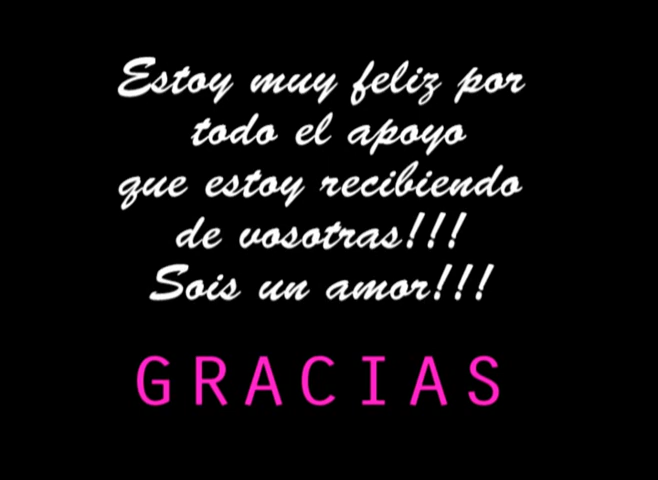 Estoy muy feliz por
todo el apoyo
que estoy recibiendo
de vosotras!!!
Sois un amor!!!
GRACIAS